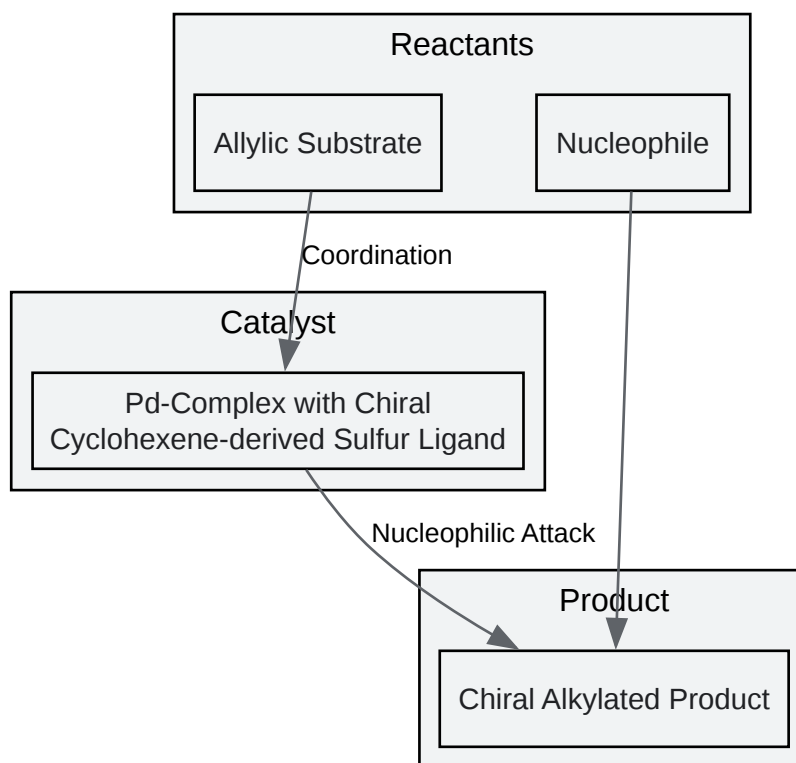 Reactants
Allylic Substrate
Nucleophile
Coordination
Catalyst
Pd-Complex with Chiral
Cyclohexene-derived Sulfur Ligand
Nucleophilic Attack
Product
Chiral Alkylated Product